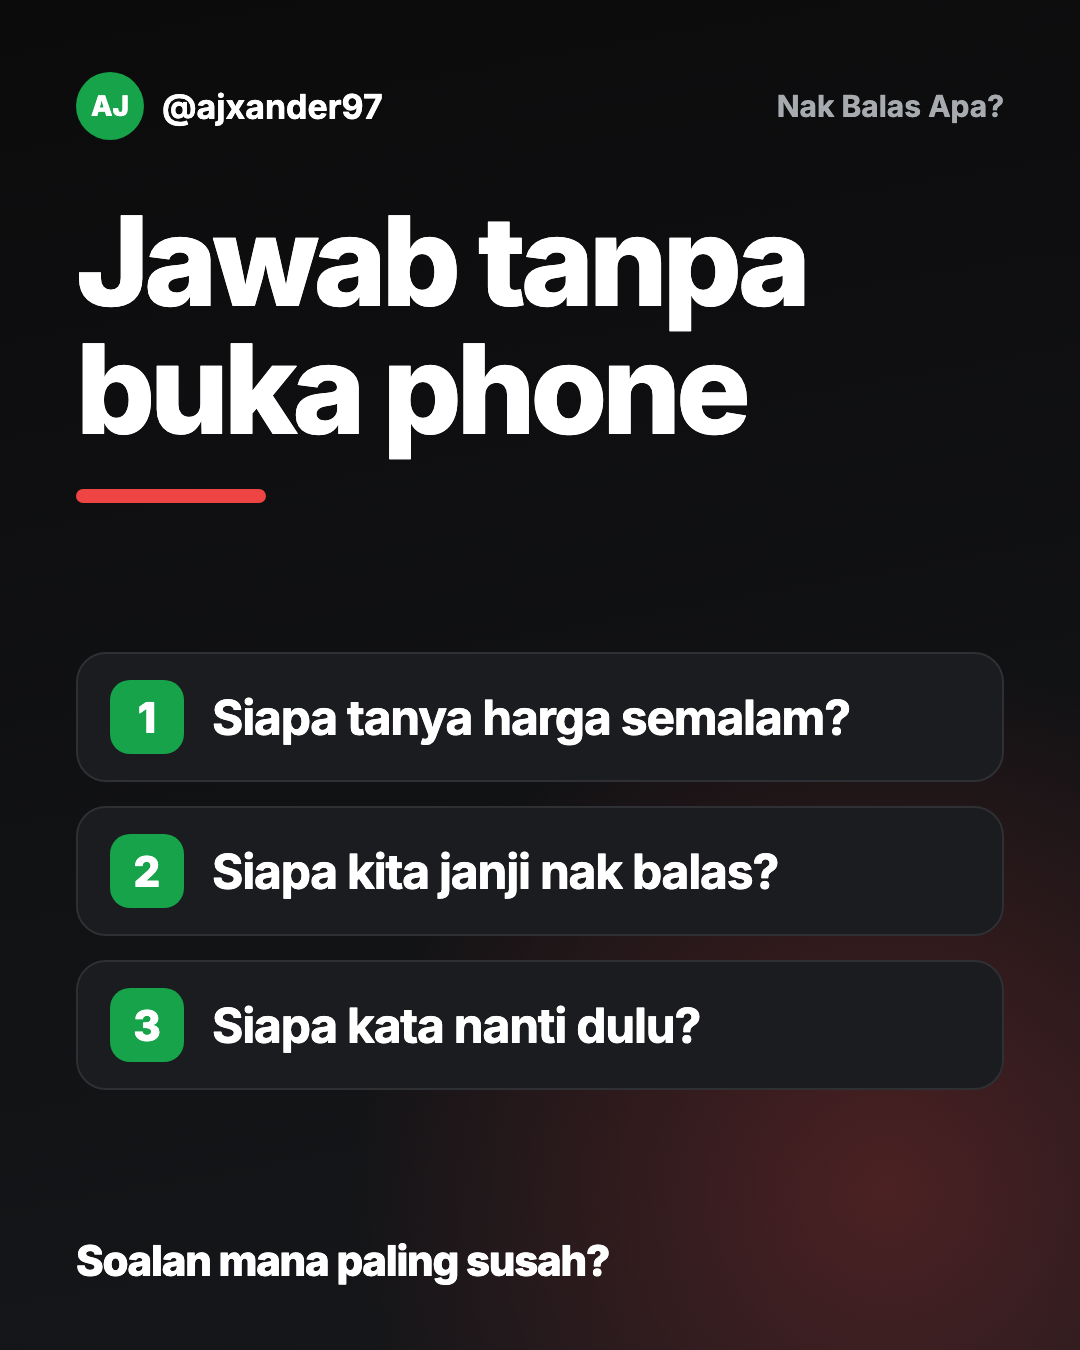 AJ @ajxander97
Nak Balas Apa?
Jawab tanpa
buka phone
1 Siapa tanya harga semalam?
2 Siapa kita janji nak balas?
3 Siapa kata nanti dulu?
Soalan mana paling susah?